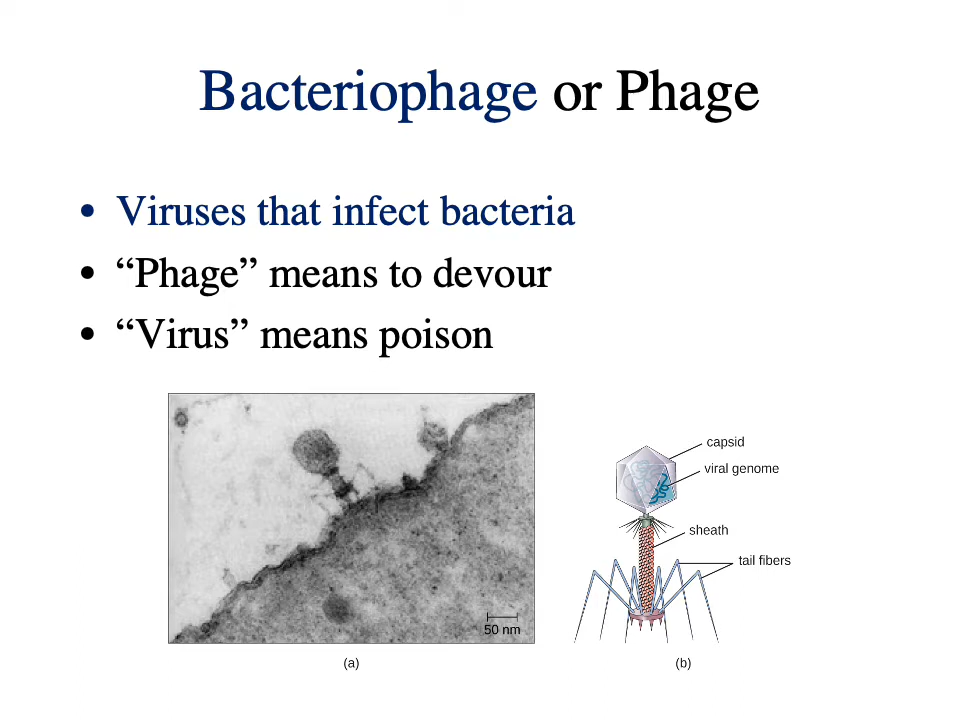 Bacteriophage or Phage
• Viruses that infect bacteria
• “Phage” means to devour
• “Virus” means poison
capsid
viral genome
sheath
tail fibers
50 nm
(a)
(b)